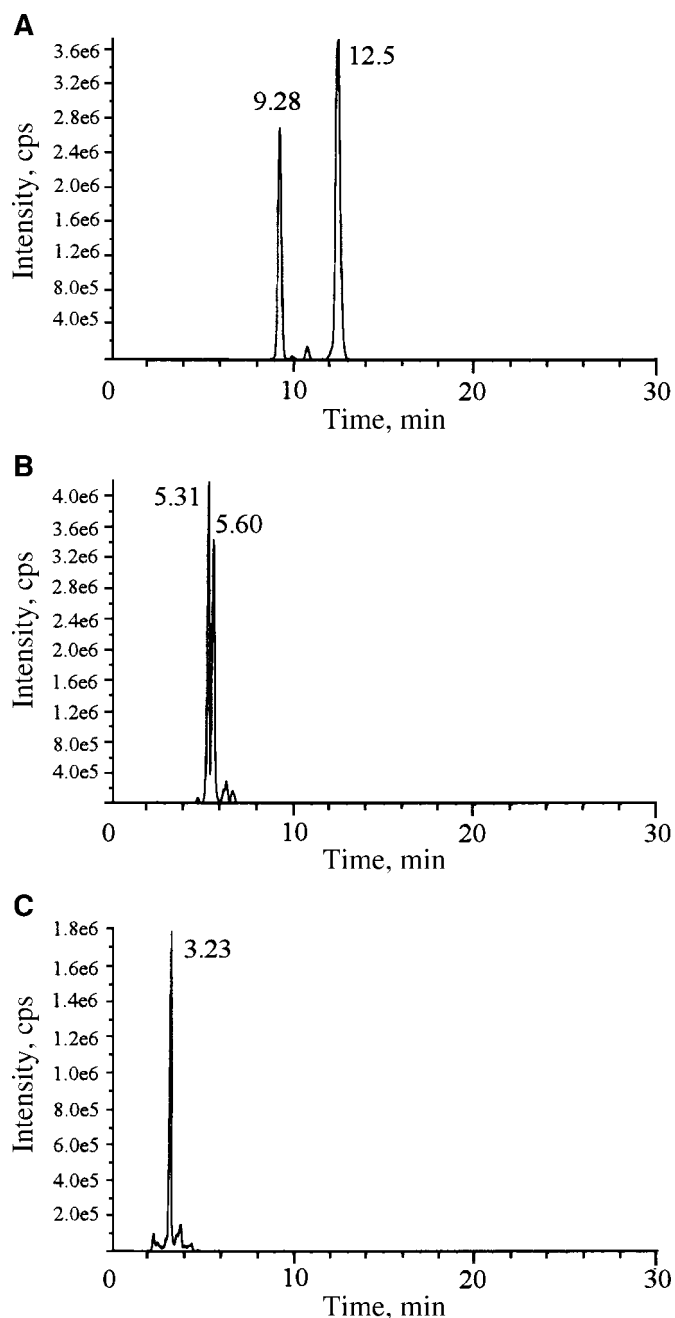 A
3.6e6
3.2e6
2.8e6
2.4e6
2.0e6
1.6e6
1.2e6
8.0e5
4.0e5
Intensity, cps
9.28
12.5
0 10 20 30
Time, min
B
4.0e6
3.6e6
3.2e6
2.8e6
2.4e6
2.0e6
1.6e6
1.2e6
8.0e5
4.0e5
Intensity, cps
5.31
5.60
0 10 20 30
Time, min
C
1.8e6
1.6e6
1.4e6
1.2e6
1.0e6
8.0e5
6.0e5
4.0e5
2.0e5
Intensity, cps
3.23
0 10 20 30
Time, min